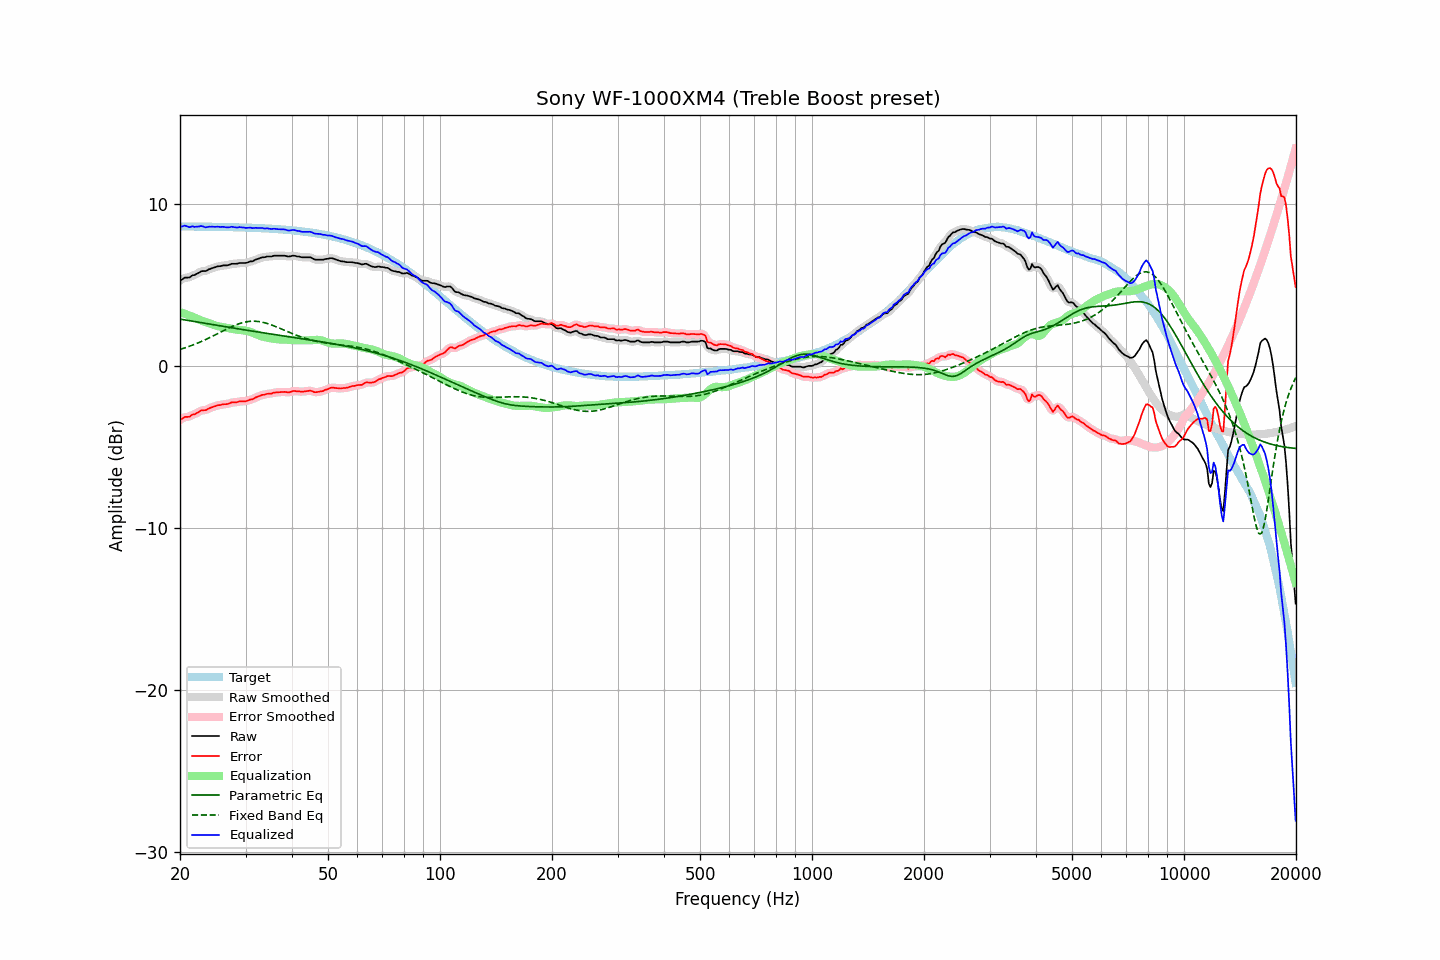 Sony WF-1000XM4 (Treble Boost preset)
Amplitude (dBr)
10
0
−10
−20
−30
Target
Raw Smoothed
Error Smoothed
Raw
Error
Equalization
Parametric Eq
Fixed Band Eq
Equalized
20 50 100 200 500 1000 2000 5000 10000 20000
Frequency (Hz)